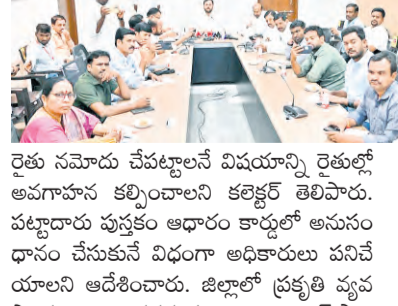 రైతు నమోదు చేపట్టాలనే విషయాన్ని రైతుల్లో
అవగాహన కల్పించాలని కలెక్టర్ తెలిపారు.
పట్టాదారు పుస్తకం ఆధారం కార్డులో అనుసం
ధానం చేసుకునే విధంగా అధికారులు పనిచే
యాలని ఆదేశించారు. జిల్లాలో ప్రకృతి వ్యవ